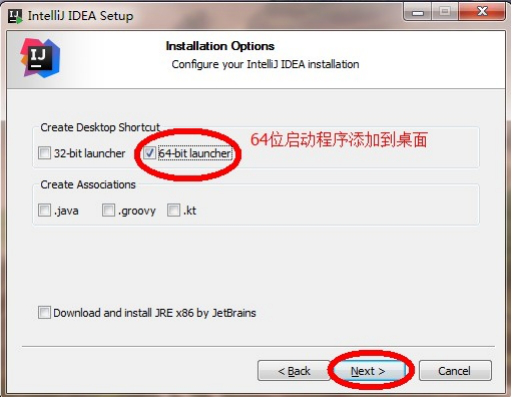 IntelliJ IDEA Setup
IJ
Installation Options
Configure your IntelliJ IDEA installation
Create Desktop Shortcut
32-bit launcher 64-bit launcher
64位启动程序添加到桌面
Create Associations
.java .groovy .kt
Download and install JRE x86 by JetBrains
< Back Next > Cancel